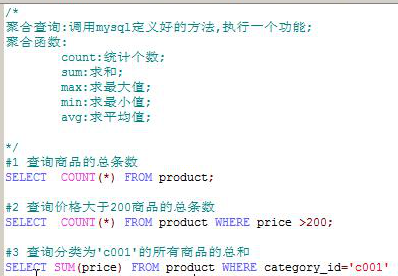 /*
聚合查询:调用mysql定义好的方法,执行一个功能;
聚合函数:
count:统计个数;
sum:求和;
max:求最大值;
min:求最小值;
avg:求平均值;
*/
#1 查询商品的总条数
SELECT COUNT(*) FROM product;
#2 查询价格大于200商品的总条数
SELECT COUNT(*) FROM product WHERE price >200;
#3 查询分类为'c001'的所有商品的总和
SELECT SUM(price) FROM product WHERE category_id='c001'